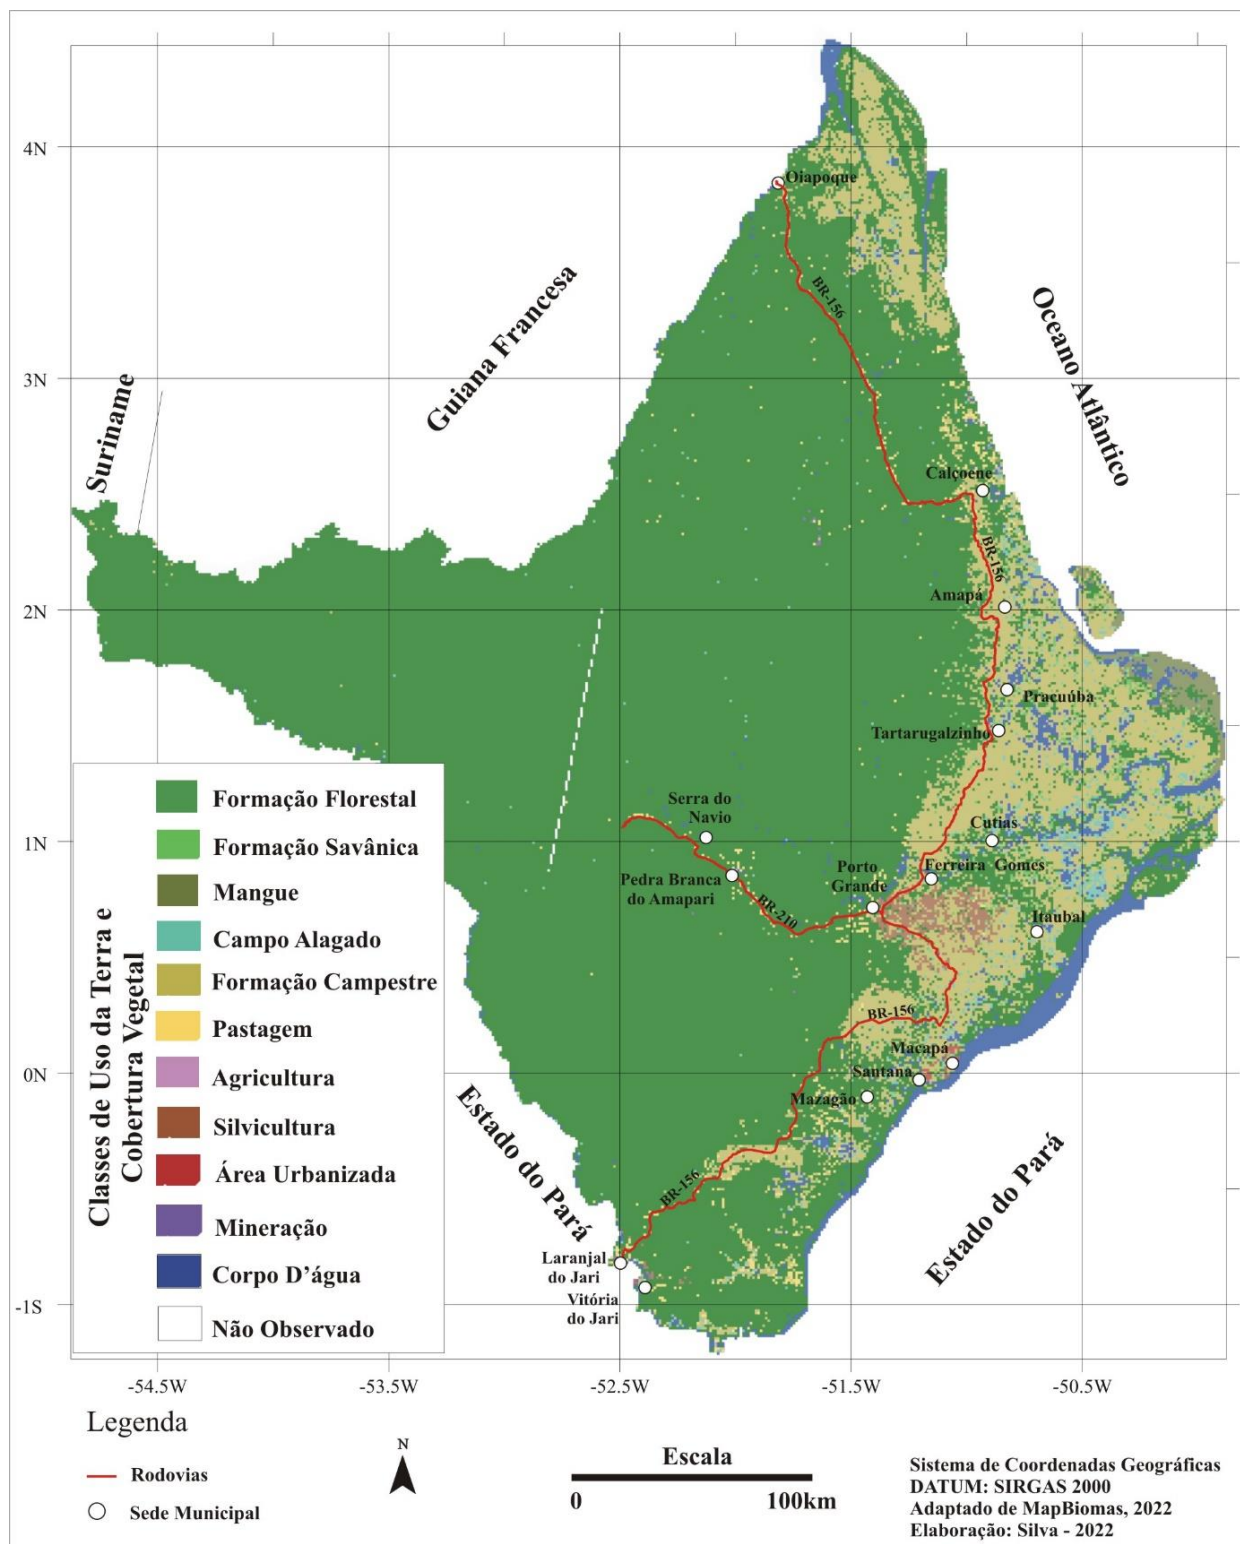 4N
3N
2N
1N
0N
-1S
-54.5W
-53.5W
-52.5W
-51.5W
-50.5W
Suriname
Guiana Francesa
Oceano Atlântico
Estado do Pará
Estado do Pará
Oiapoque
BR-156
Calçoene
BR-156
Amapá
Pracuúba
Tartarugalzinho
Serra do
Navio
Cutias
Pedra Branca
do Amapari
Porto
Grande
Ferreira Gomes
BR-210
Itaubal
BR-156
Macapá
Santana
Mazagão
BR-156
Laranjal
do Jari
Vitória
do Jari
Classes de Uso da Terra e
Cobertura Vegetal
Formação Florestal
Formação Savânica
Mangue
Campo Alagado
Formação Campestre
Pastagem
Agricultura
Silvicultura
Área Urbanizada
Mineração
Corpo D'água
Não Observado
Legenda
Rodovias
Sede Municipal
N
Escala
0 100km
Sistema de Coordenadas Geográficas
DATUM: SIRGAS 2000
Adaptado de MapBiomas, 2022
Elaboração: Silva - 2022